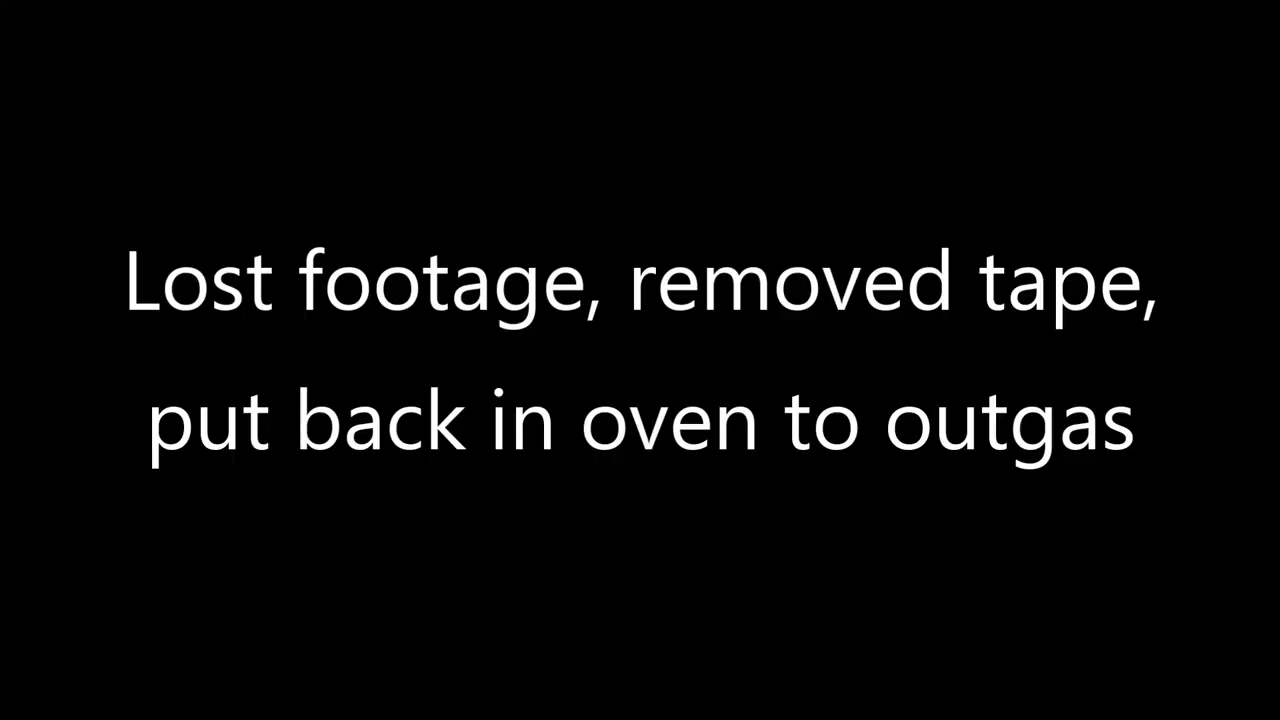 Lost footage, removed tape,
put back in oven to outgas